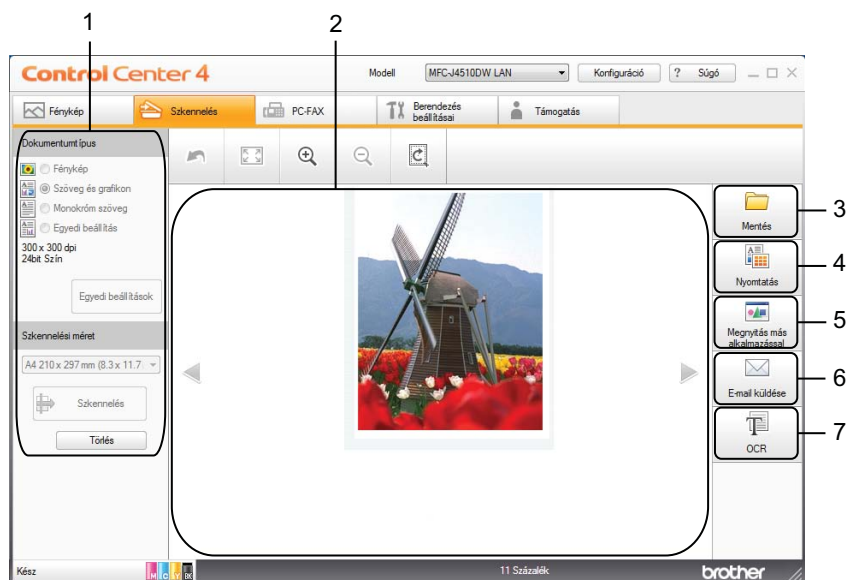 1
2
Control Center 4
Modell
MFC-J4510DW LAN
Konfiguráció
? Súgó
Fénykép
Szkennelés
PC-FAX
Berendezés
beállításai
Támogatás
Dokumentumtípus
Fénykép
Szöveg és grafikon
Monokróm szöveg
Egyedi beállítás
300 x 300 dpi
24bit Szín
Egyedi beállítások
Szkennelési méret
A4 210 x 297 mm (8.3 x 11.7
Szkennelés
Törlés
Mentés
3
Nyomtatás
4
Megnyitás más
alkalmazással
5
E-mail küldése
6
OCR
7
Kész
M C Y BK
11 Százalék
brother